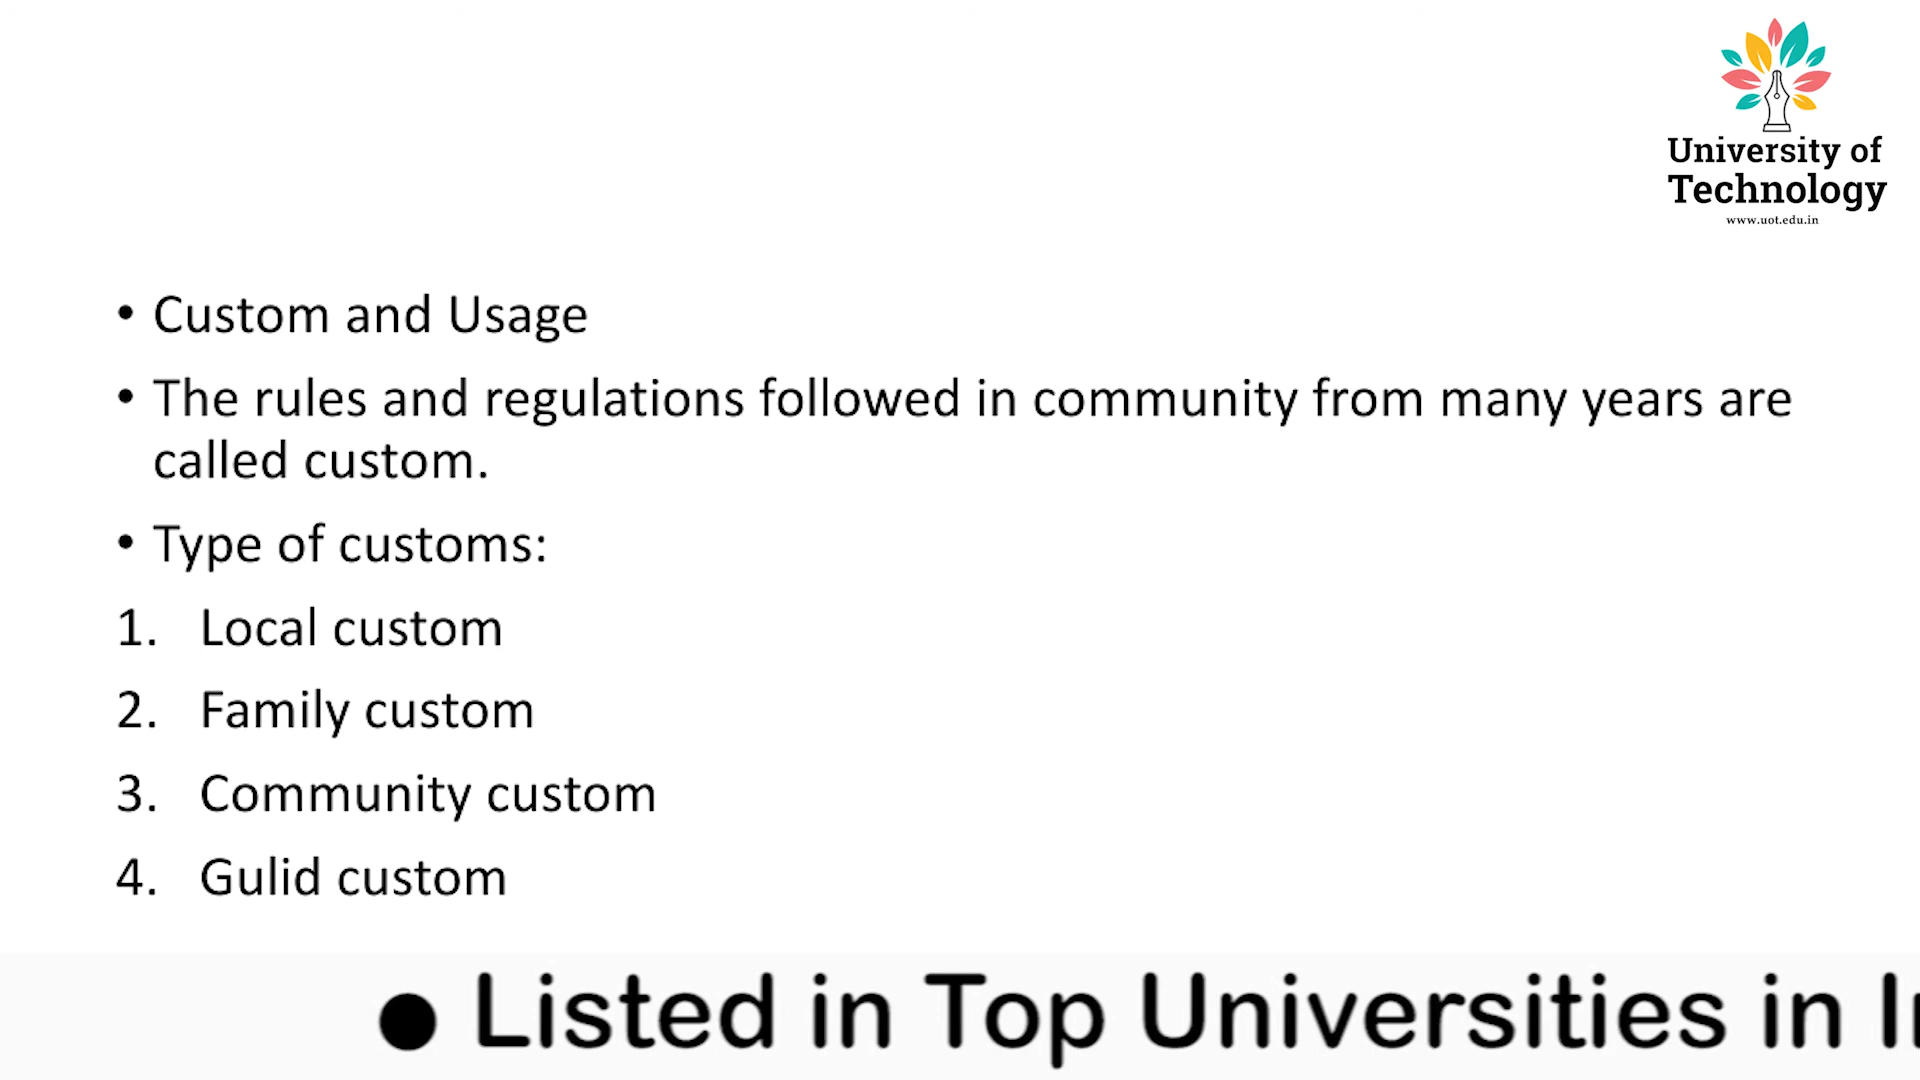 University of
Technology
www.uot.edu.in
• Custom and Usage
• The rules and regulations followed in community from many years are
called custom.
• Type of customs:
1. Local custom
2. Family custom
3. Community custom
4. Gulid custom
● Listed in Top Universities in